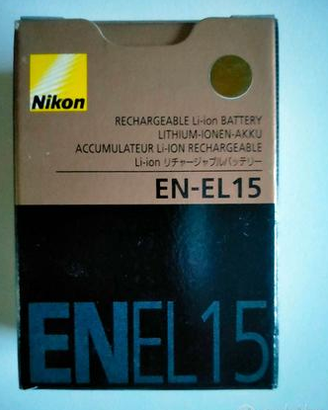 Nikon
RECHARGEABLE Li-ion BATTERY
LITHIUM-IONEN-AKKU
ACCUMULATEUR Li-ION RECHARGEABLE
Li-ion リチャージャブルバッテリー
EN-EL15
ENEL15